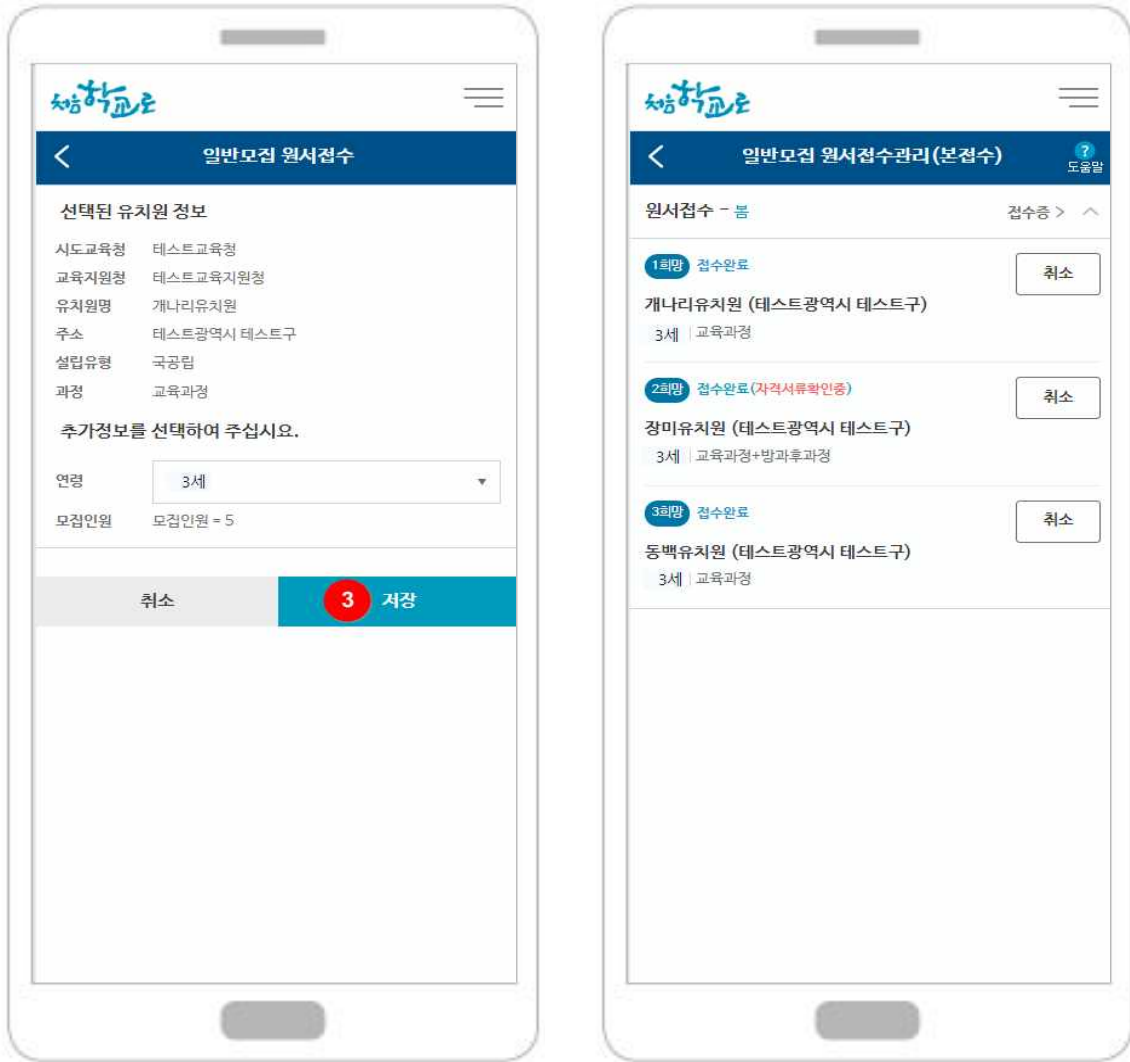 처음학교로
일반모집 원서접수
선택된 유치원 정보
시도교육청 테스트교육청
교육지원청 테스트교육지원청
유치원명 개나리유치원
주소 테스트광역시 테스트구
설립유형 국공립
과정 교육과정
추가정보를 선택하여 주십시요.
연령 3세
모집인원 모집인원 = 5
취소 3 저장
처음학교로
일반모집 원서접수관리(본접수) ? 도움말
원서접수 - 봄 접수증 >
1희망 접수완료 취소
개나리유치원 (테스트광역시 테스트구)
3세 | 교육과정
2희망 접수완료(자격서류확인중) 취소
장미유치원 (테스트광역시 테스트구)
3세 | 교육과정+방과후과정
3희망 접수완료 취소
동백유치원 (테스트광역시 테스트구)
3세 | 교육과정